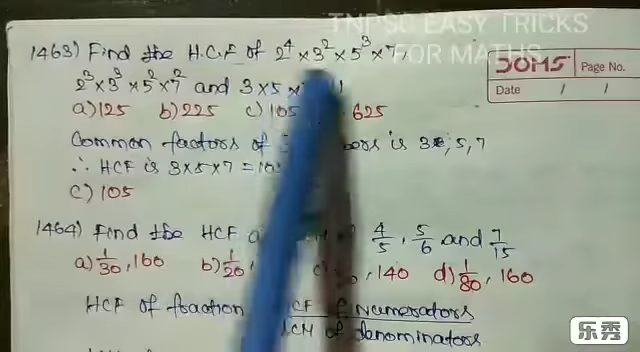 TNPSC EASY TRICKS
FOR MATHS
1463) Find the H.C.F of 2⁴ × 3² × 5³ × 7,
2³ × 3³ × 5² × 7² and 3 × 5 ×
a) 125 b) 225 c) 105 625
Common factors of is 3, 5, 7
∴ HCF is 3 × 5 × 7 =
c) 105
DOMS Page No.
Date / /
1464) Find the HCF 4/5, 5/6 and 7/15
a) 1/30, 160 b) 1/20, , 140 d) 1/80, 160
HCF of fraction HCF of numerators
LCM of denominators
乐秀